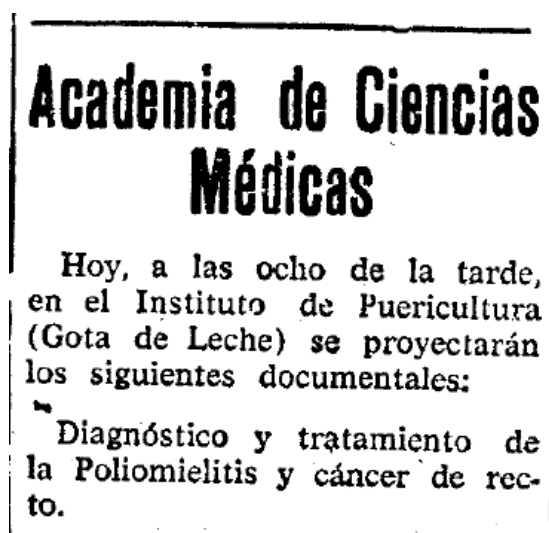 Academia de Ciencias
Médicas
Hoy, a las ocho de la tarde,
en el Instituto de Puericultura
(Gota de Leche) se proyectarán
los siguientes documentales:
Diagnóstico y tratamiento de
la Poliomielitis y cáncer de rec-
to.